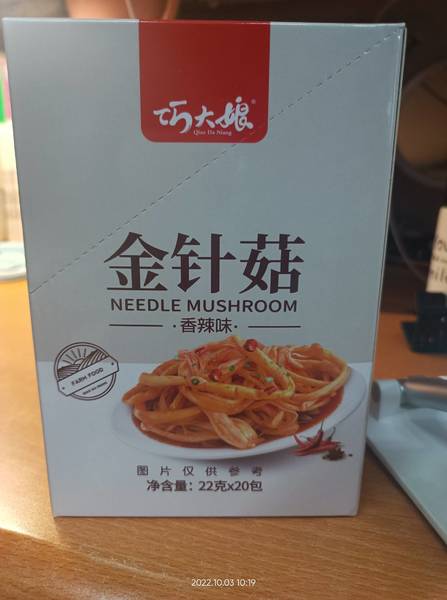 巧大娘®
Qiao Da Niang
金针菇
NEEDLE MUSHROOM
·香辣味·
FARM FOOD
图片仅供参考
净含量：22克x20包
2022.10.03 10:19